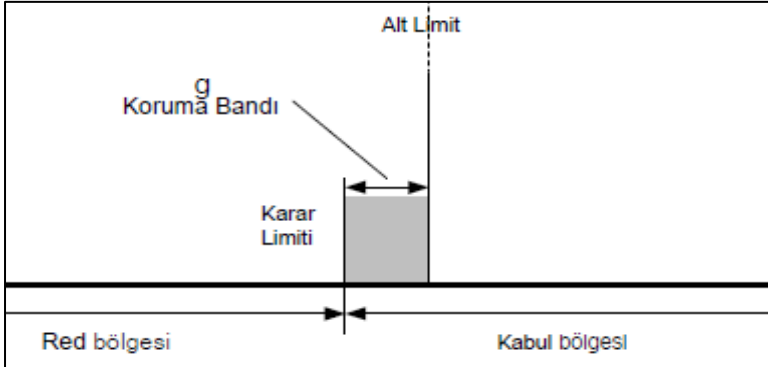 Alt Limit
g
Koruma Bandı
Karar
Limiti
Red bölgesi
Kabul bölgesi